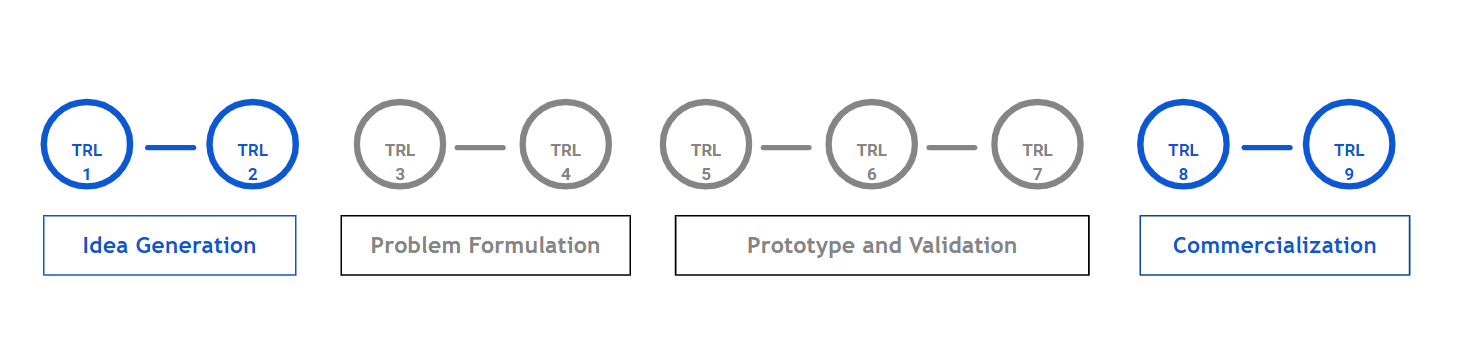 TRL
1
TRL
2
TRL
3
TRL
4
TRL
5
TRL
6
TRL
7
TRL
8
TRL
9
Idea Generation
Problem Formulation
Prototype and Validation
Commercialization